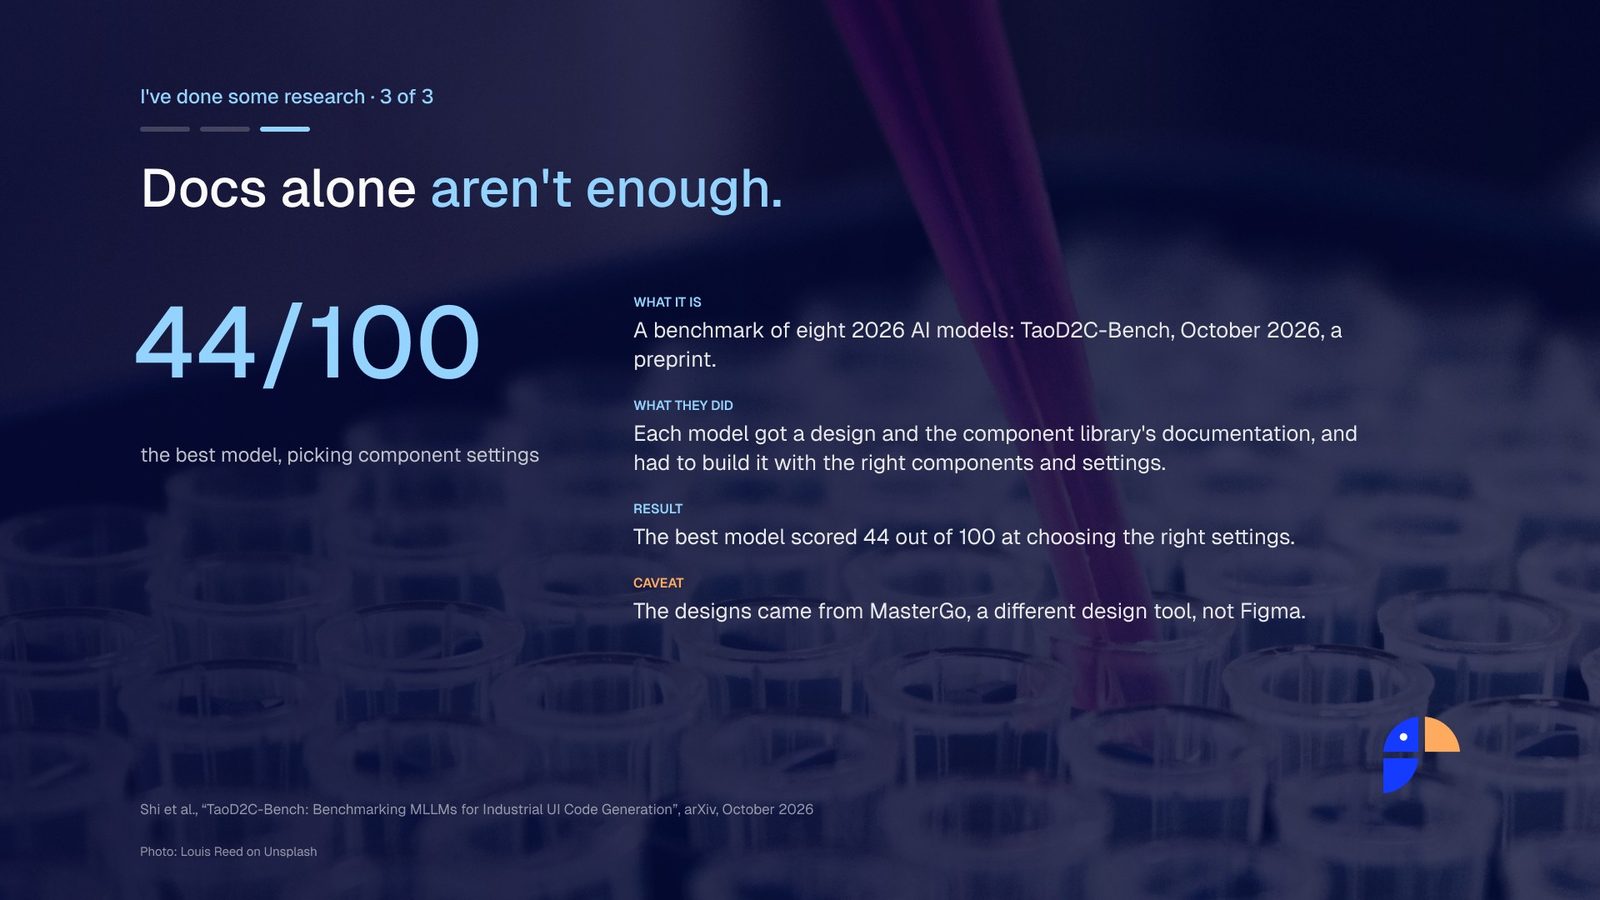 I've done some research · 3 of 3
Docs alone aren't enough.
44/100
the best model, picking component settings
WHAT IT IS
A benchmark of eight 2026 AI models: TaoD2C-Bench, October 2026, a
preprint.
WHAT THEY DID
Each model got a design and the component library's documentation, and
had to build it with the right components and settings.
RESULT
The best model scored 44 out of 100 at choosing the right settings.
CAVEAT
The designs came from MasterGo, a different design tool, not Figma.
Shi et al., “TaoD2C-Bench: Benchmarking MLLMs for Industrial UI Code Generation”, arXiv, October 2026
Photo: Louis Reed on Unsplash